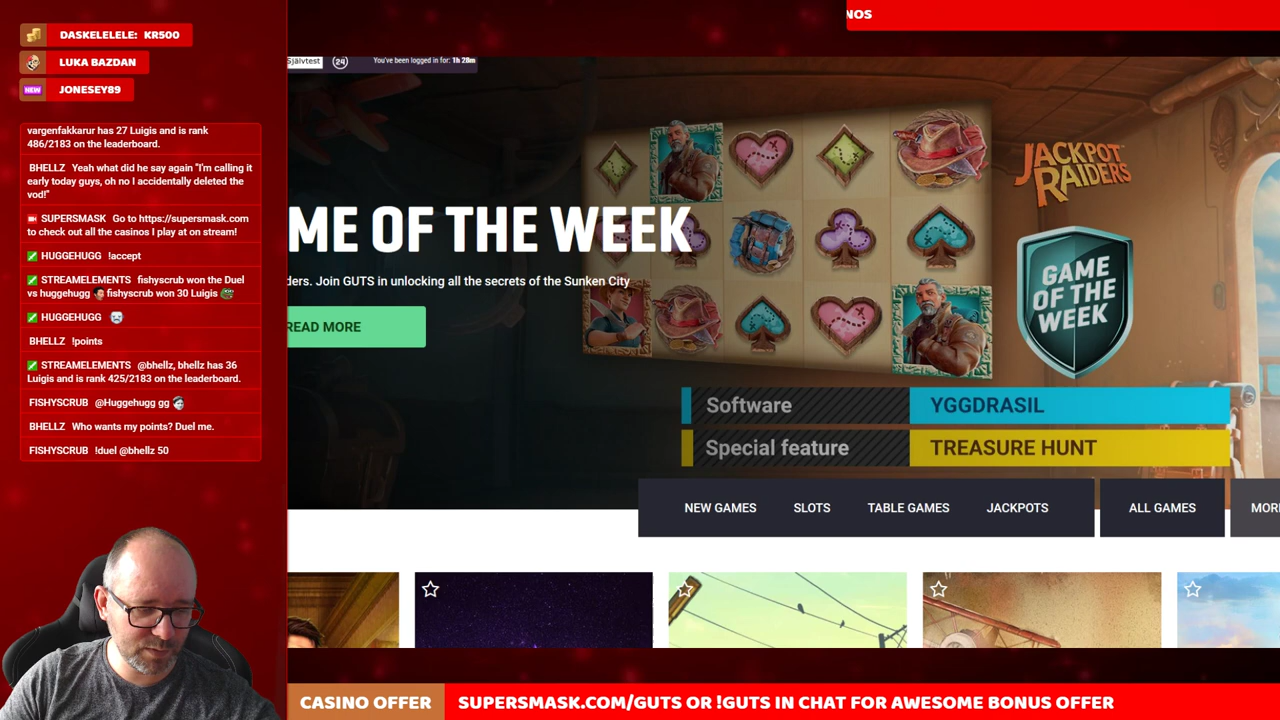 DASKELELELE: KR500
LUKA BAZDAN
NEW
JONESEY89
vargenfakkarur has 27 Luigis and is rank
486/2183 on the leaderboard.
BHELLZ Yeah what did he say again "I'm calling it
early today guys, oh no I accidentally deleted the
vod!"
SUPERSMASK Go to https://supersmask.com
to check out all the casinos I play at on stream!
HUGGEHUGG !accept
STREAMELEMENTS fishyscrub won the Duel
vs huggehugg fishyscrub won 30 Luigis
HUGGEHUGG
BHELLZ !points
STREAMELEMENTS @bhellz, bhellz has 36
Luigis and is rank 425/2183 on the leaderboard.
FISHYSCRUB @Huggehugg gg
BHELLZ Who wants my points? Duel me.
FISHYSCRUB !duel @bhellz 50
NOS
Självtest
24
You've been logged in for: 1h 28m
ME OF THE WEEK
ders. Join GUTS in unlocking all the secrets of the Sunken City
READ MORE
JACKPOT
RAIDERS
GAME
OF THE
WEEK
Software YGGDRASIL
Special feature TREASURE HUNT
NEW GAMES SLOTS TABLE GAMES JACKPOTS ALL GAMES MOR
CASINO OFFER SUPERSMASK.COM/GUTS OR !GUTS IN CHAT FOR AWESOME BONUS OFFER